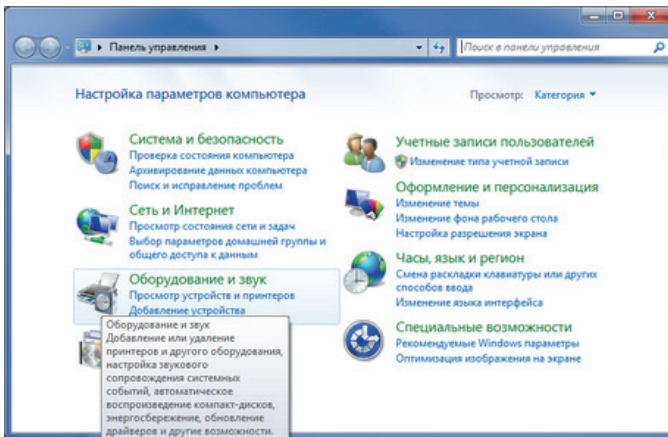 Панель управления
Поиск в панели управления
Настройка параметров компьютера
Просмотр: Категория
Система и безопасность
Проверка состояния компьютера
Архивирование данных компьютера
Поиск и исправление проблем
Сеть и Интернет
Просмотр состояния сети и задач
Выбор параметров домашней группы и
общего доступа к данным
Оборудование и звук
Просмотр устройств и принтеров
Добавление устройства
Оборудование и звук
Добавление или удаление
принтеров и другого оборудования,
настройка звукового
сопровождения системных
событий, автоматическое
воспроизведение компакт-дисков,
энергосбережение, обновление
драйверов и другие возможности.
Учетные записи пользователей
Изменение типа учетной записи
Оформление и персонализация
Изменение темы
Изменение фона рабочего стола
Настройка разрешения экрана
Часы, язык и регион
Смена раскладки клавиатуры или других
способов ввода
Изменение языка интерфейса
Специальные возможности
Рекомендуемые Windows параметры
Оптимизация изображения на экране